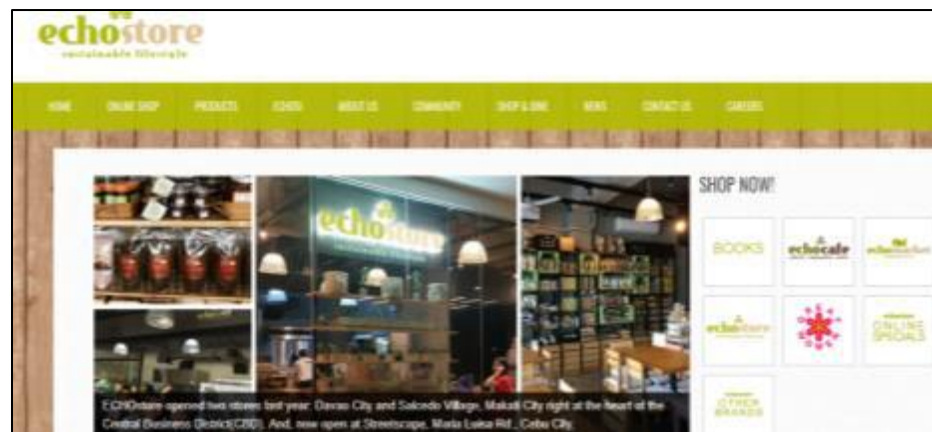 echostore
sustainable lifestyle
HOME ONLINE SHOP PRODUCTS ECHOSI ABOUT US COMMUNITY SHOP & DINE NEWS CONTACT US CAREERS
SHOP NOW!
echostore
BOOKS echocafe
echostore ONLINE
SPECIALS
OTHER
BRANDS
ECHOstore opened two stores last year: Davao City and Salcedo Village, Makati City right at the heart of the
Central Business District(CBD). And, now open at Streetscape, Maria Luisa Rd., Cebu City.